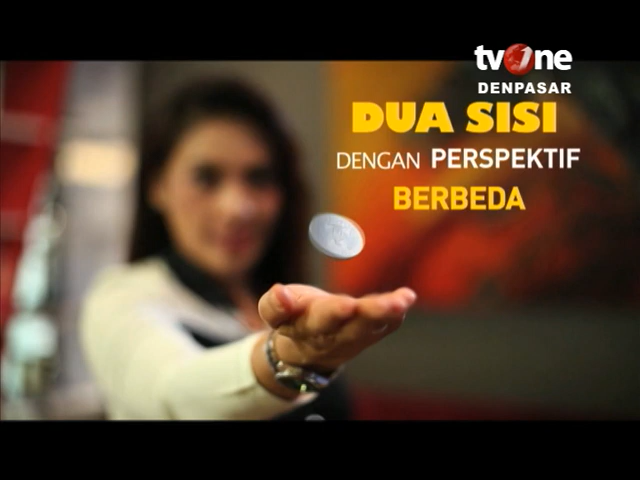 tvOne
DENPASAR
DUA SISI
DENGAN PERSPEKTIF
BERBEDA